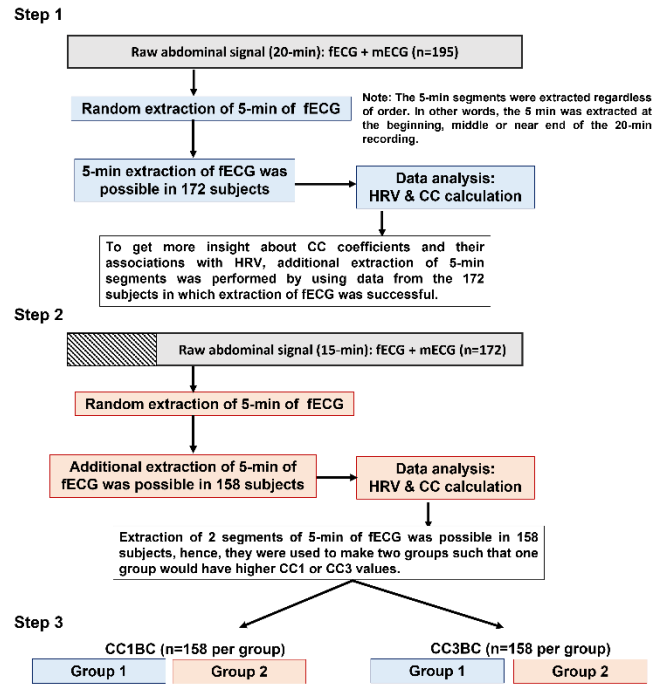 Step 1
Raw abdominal signal (20-min): fECG + mECG (n=195)
Random extraction of 5-min of fECG
Note: The 5-min segments were extracted regardless
of order. In other words, the 5 min was extracted at
the beginning, middle or near end of the 20-min
recording.
5-min extraction of fECG was
possible in 172 subjects
Data analysis:
HRV & CC calculation
To get more insight about CC coefficients and their
associations with HRV, additional extraction of 5-min
segments was performed by using data from the 172
subjects in which extraction of fECG was successful.
Step 2
Raw abdominal signal (15-min): fECG + mECG (n=172)
Random extraction of 5-min of fECG
Additional extraction of 5-min of
fECG was possible in 158 subjects
Data analysis:
HRV & CC calculation
Extraction of 2 segments of 5-min of fECG was possible in 158
subjects, hence, they were used to make two groups such that one
group would have higher CC1 or CC3 values.
Step 3
CC1BC (n=158 per group)
Group 1
Group 2
CC3BC (n=158 per group)
Group 1
Group 2